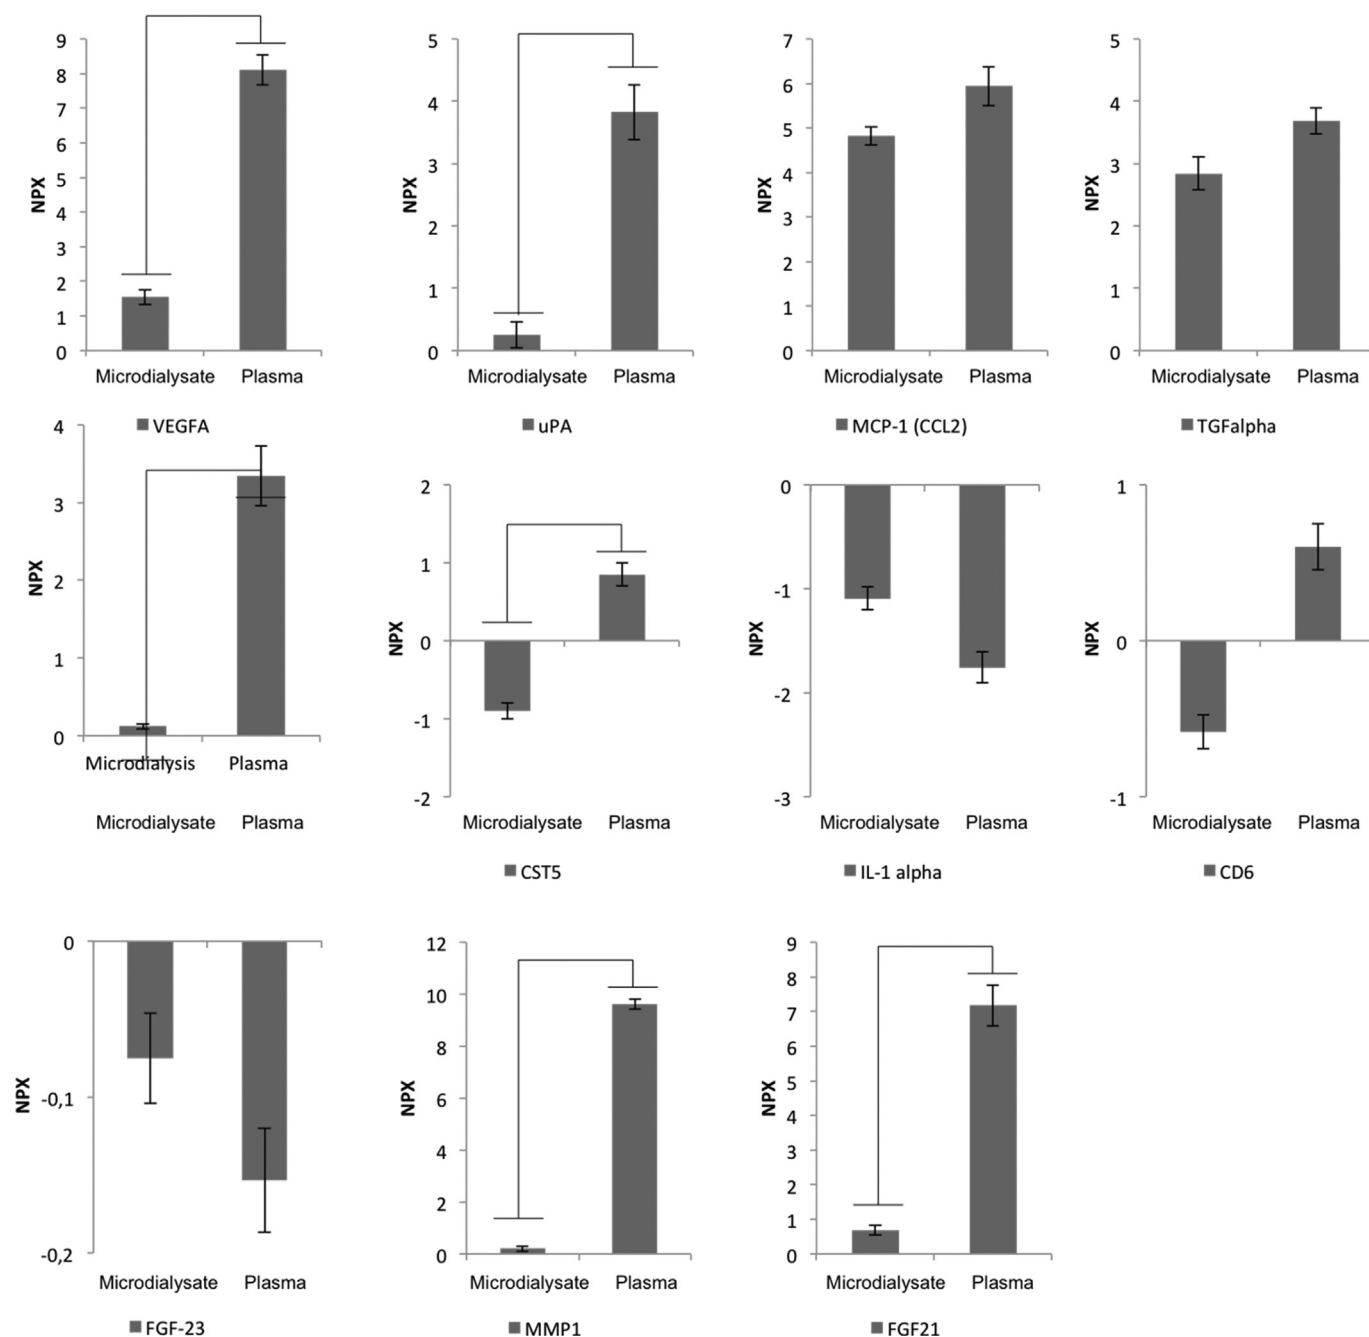 9
8
7
6
5
4
3
2
1
0
NPX
Microdialysate Plasma
VEGFA
5
4
3
2
1
0
NPX
Microdialysate Plasma
uPA
7
6
5
4
3
2
1
0
NPX
Microdialysate Plasma
MCP-1 (CCL2)
5
4
3
2
1
0
NPX
Microdialysate Plasma
TGFalpha
4
3
2
1
0
NPX
Microdialysis Plasma
Microdialysate Plasma
2
1
0
-1
-2
NPX
Microdialysate Plasma
CST5
0
-1
-2
-3
NPX
Microdialysate Plasma
IL-1 alpha
1
0
-1
NPX
Microdialysate Plasma
CD6
0
-0,1
-0,2
NPX
Microdialysate Plasma
FGF-23
12
10
8
6
4
2
0
NPX
Microdialysate Plasma
MMP1
9
8
7
6
5
4
3
2
1
0
NPX
Microdialysate Plasma
FGF21